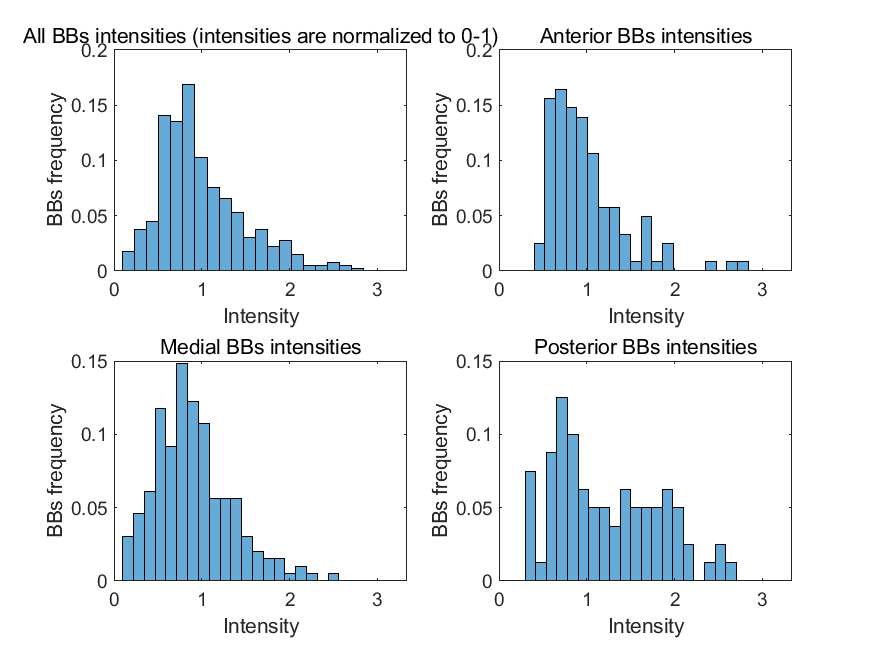 All BBs intensities (intensities are normalized to 0-1)
0.2
0.15
0.1
0.05
0
BBs frequency
0 1 2 3
Intensity
Anterior BBs intensities
0.2
0.15
0.1
0.05
0
BBs frequency
0 1 2 3
Intensity
Medial BBs intensities
0.15
0.1
0.05
0
BBs frequency
0 1 2 3
Intensity
Posterior BBs intensities
0.15
0.1
0.05
0
BBs frequency
0 1 2 3
Intensity